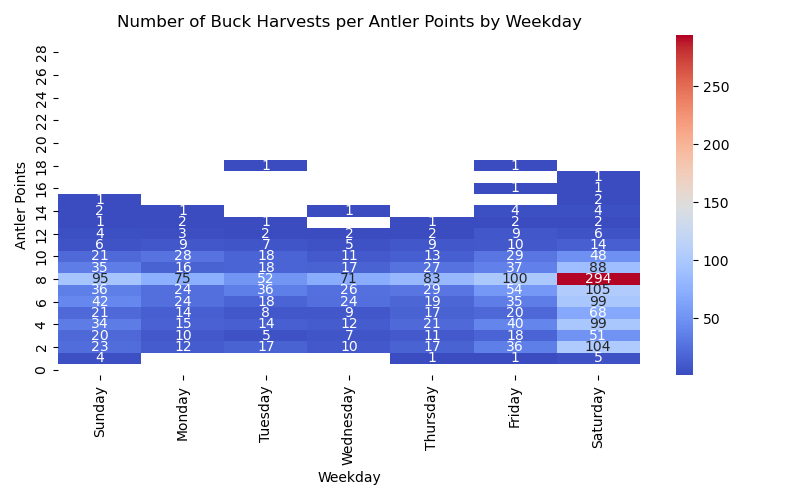 Number of Buck Harvests per Antler Points by Weekday
Antler Points
28
26
24
22
20
18 1 1
1
16 1 1
1 2
14 2 1 1 4 4
1 2 1 1 2 2
12 4 3 2 2 2 9 6
6 9 7 5 9 10 14
10 21 28 18 11 13 29 48
35 16 18 17 27 37 88
8 95 75 52 71 83 100 294
36 24 36 26 29 54 105
6 42 24 18 24 19 35 99
21 14 8 9 17 20 68
4 34 15 14 12 21 40 99
20 10 5 7 11 18 51
2 23 12 17 10 17 36 104
4 1 1 5
0
Sunday
Monday
Tuesday
Wednesday
Thursday
Friday
Saturday
Weekday
250
200
150
100
50